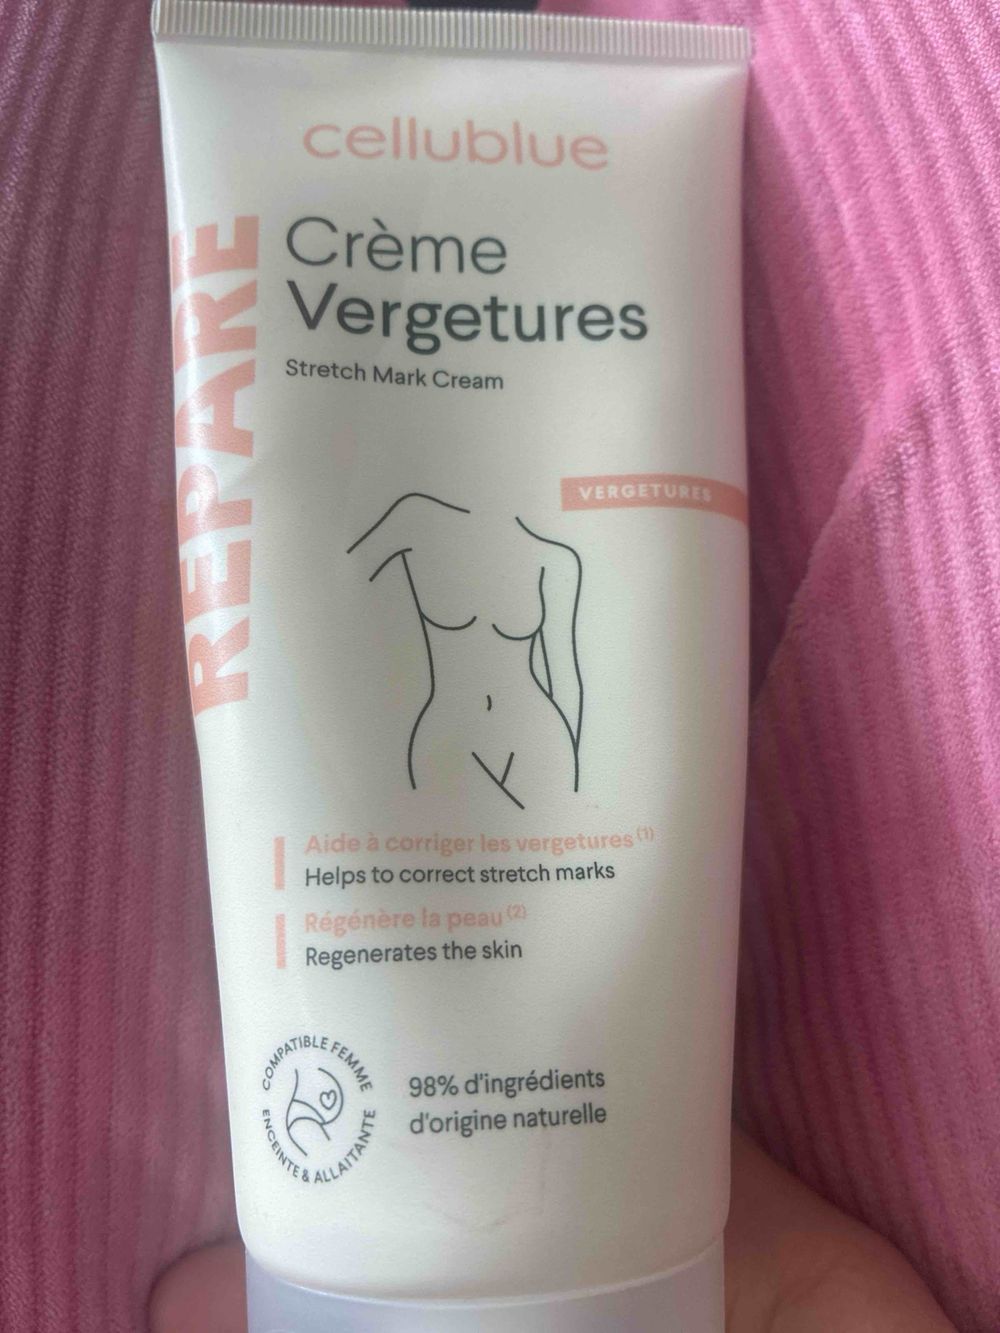 cellublue
REPARE
Crème
Vergetures
Stretch Mark Cream
VERGETURES
Aide à corriger les vergetures(1)
Helps to correct stretch marks
Régénère la peau(2)
Regenerates the skin
COMPATIBLE FEMME
ENCEINTE & ALLAITANTE
98% d'ingrédients
d'origine naturelle